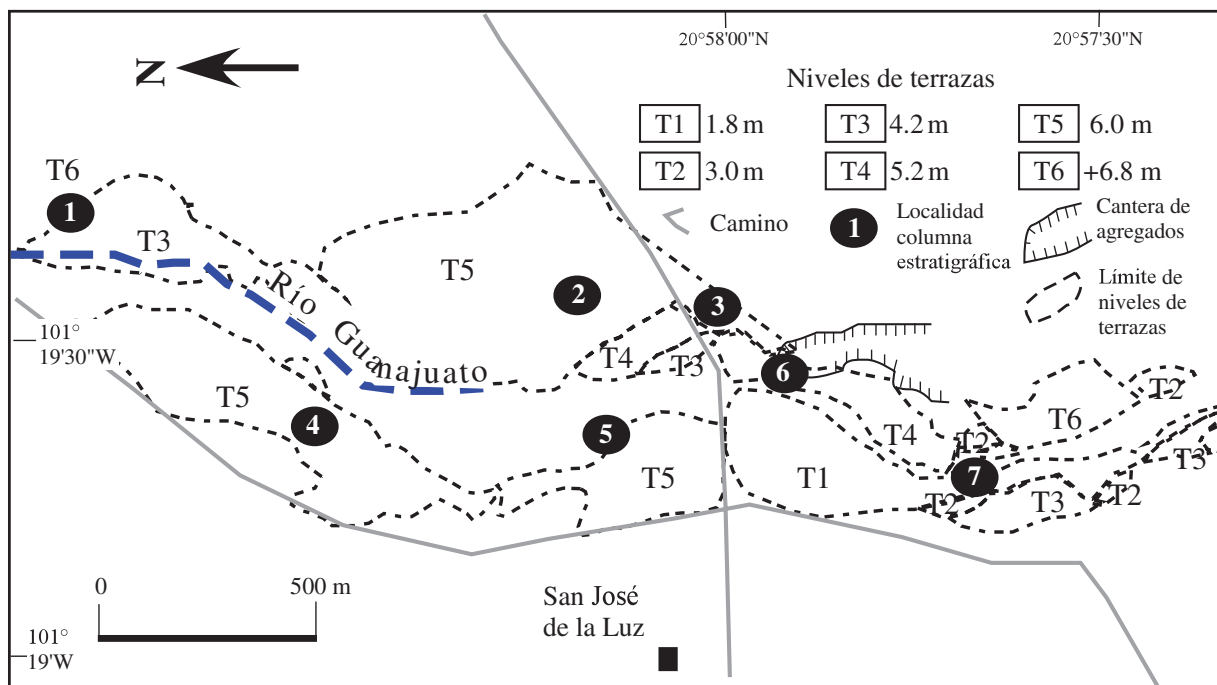 20°58'00"N
20°57'30"N
N
Niveles de terrazas
T1 1.8 m
T3 4.2 m
T5 6.0 m
T2 3.0 m
T4 5.2 m
T6 +6.8 m
Camino
1
Localidad
columna
estratigráfica
Cantera de
agregados
Límite de
niveles de
terrazas
T6
1
T3
T5
2
3
Río Guanajuato
101°
19'30"W
T4
T3
6
T5
4
5
T5
T1
T4
T2
T6
T2
7
T2
T3
T2
T3
0
500 m
San José
de la Luz
101°
19'W